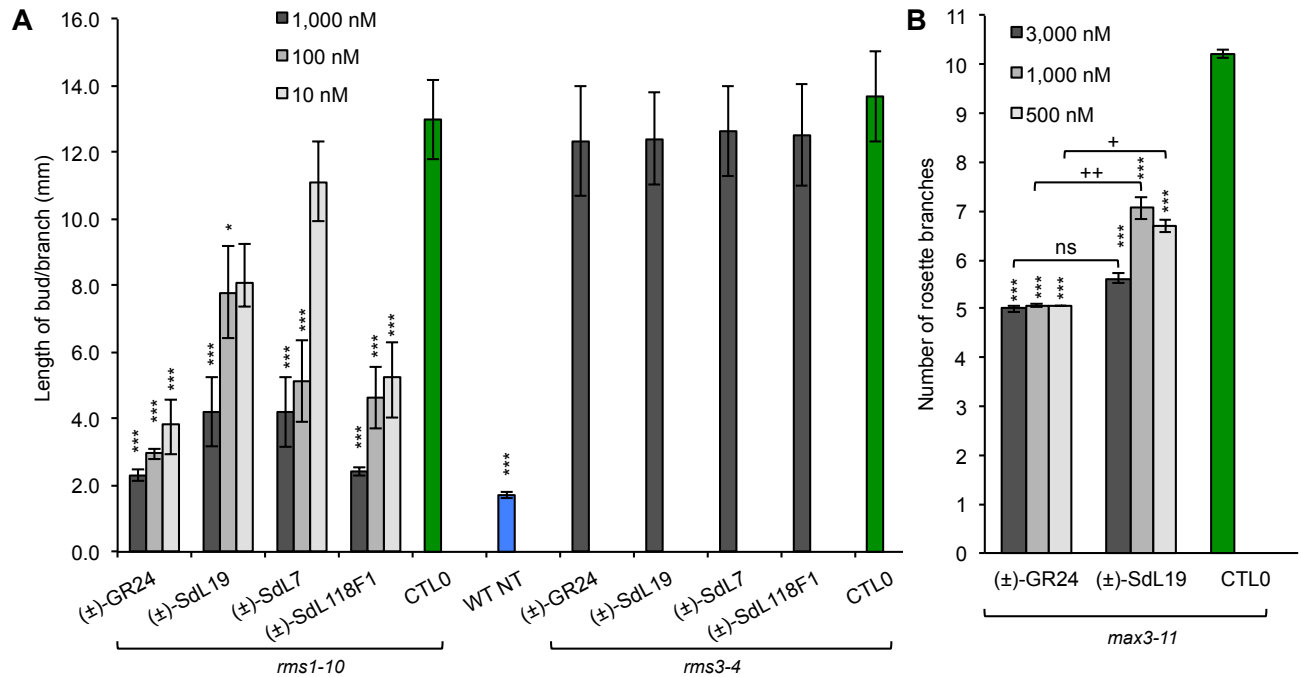 A
Length of bud/branch (mm)
16.0
14.0
12.0
10.0
8.0
6.0
4.0
2.0
0.0
1,000 nM
100 nM
10 nM
***
***
***
***
*
***
***
***
***
***
***
(±)-GR24
(±)-SdL19
(±)-SdL7
(±)-SdL118F1
CTL0
WT NT
(±)-GR24
(±)-SdL19
(±)-SdL7
(±)-SdL118F1
CTL0
rms1-10
rms3-4
B
Number of rosette branches
11
10
9
8
7
6
5
4
3
2
1
0
3,000 nM
1,000 nM
500 nM
+
++
ns
***
***
***
***
***
***
(±)-GR24
(±)-SdL19
CTL0
max3-11